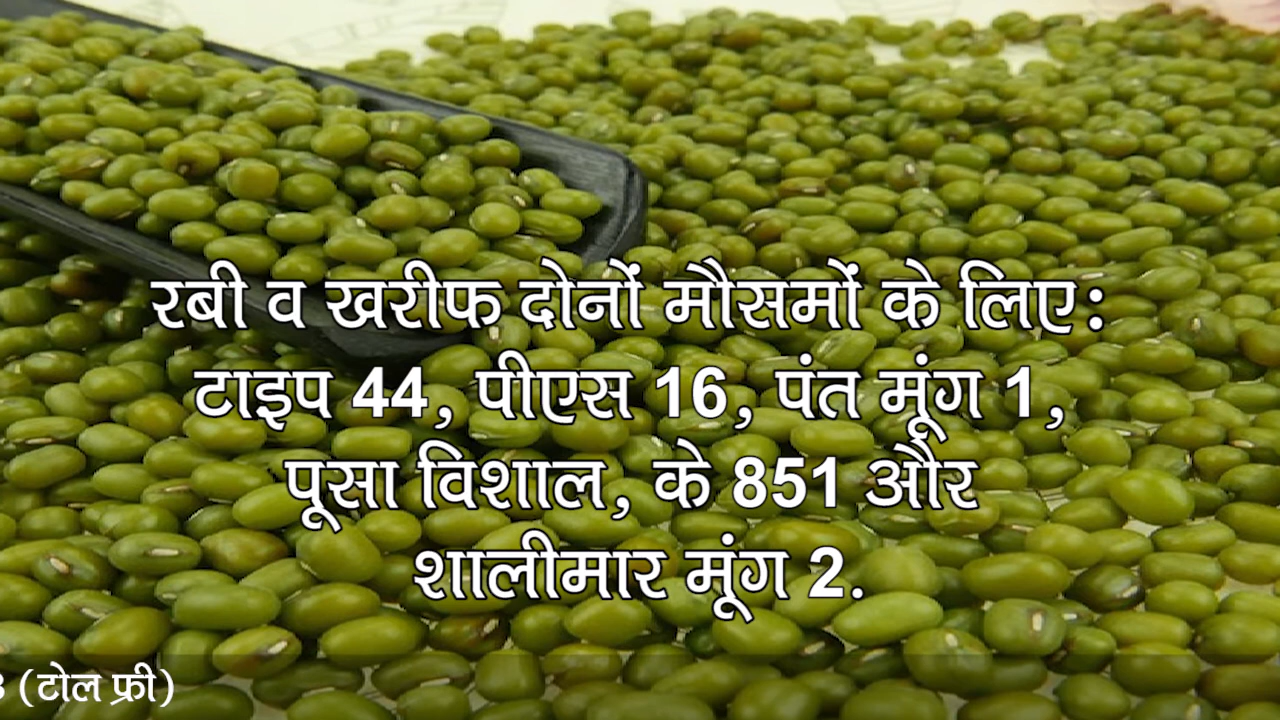 रबी व खरीफ दोनों मौसमों के लिए:
टाइप 44, पीएस 16, पंत मूंग 1,
पूसा विशाल, के 851 और
शालीमार मूंग 2.
(टोल फ्री)